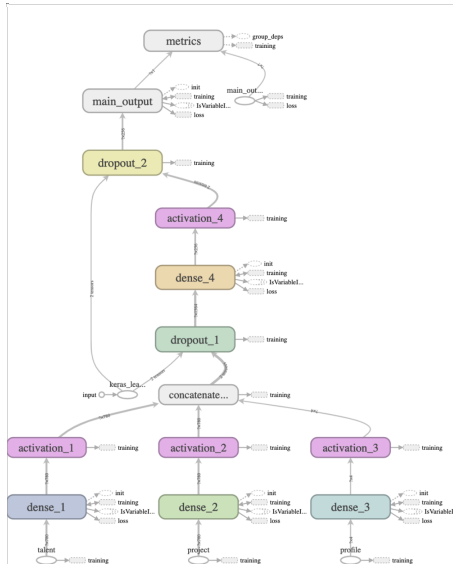 metrics
group_deps
training
main_output
init
training
IsVariableI...
loss
main_out...
training
loss
dropout_2
training
activation_4
training
dense_4
init
training
IsVariableI...
loss
dropout_1
training
keras_lea...
input
concatenate...
training
activation_1
training
activation_2
training
activation_3
training
dense_1
init
training
IsVariableI...
loss
dense_2
init
training
IsVariableI...
loss
dense_3
init
training
IsVariableI...
loss
talent
training
project
training
profile
training